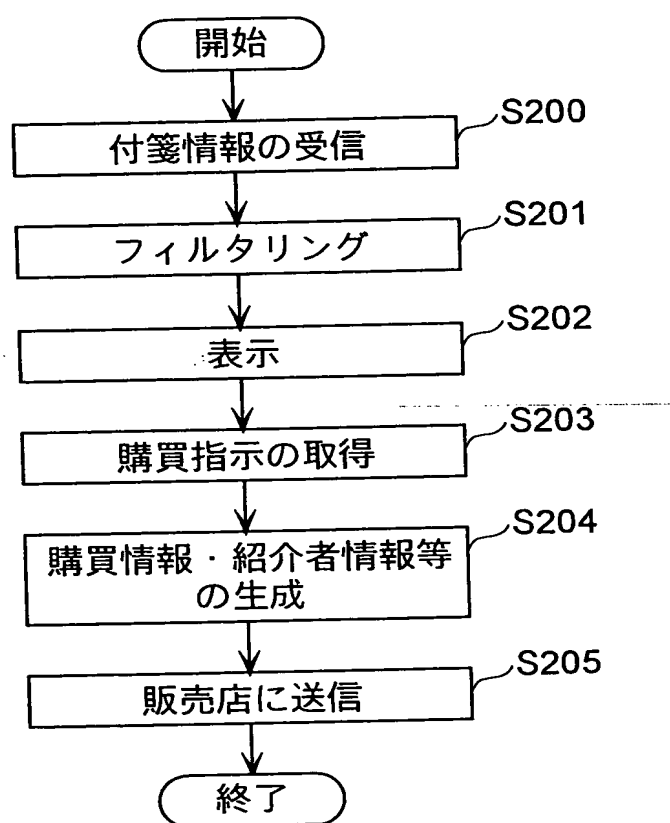 開始
付箋情報の受信
S200
フィルタリング
S201
表示
S202
購買指示の取得
S203
購買情報・紹介者情報等
の生成
S204
販売店に送信
S205
終了